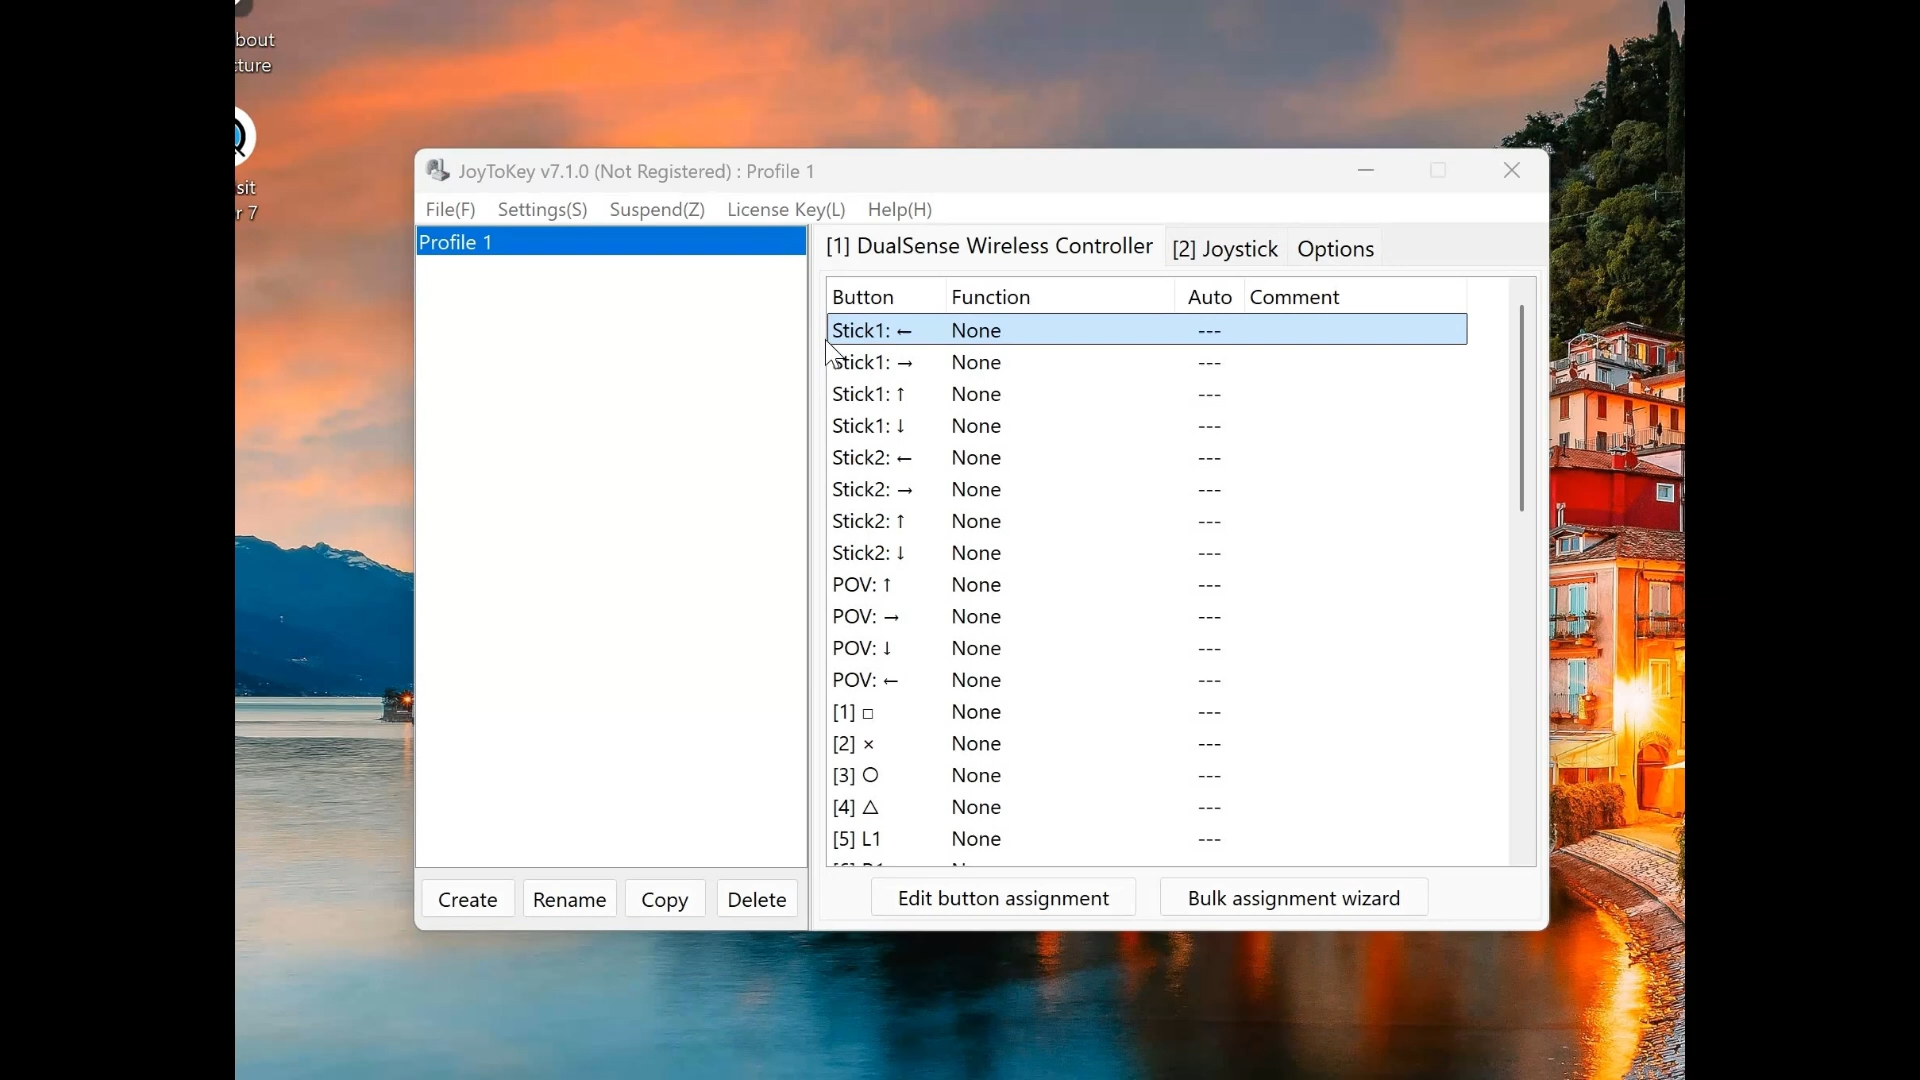 bout
cture
sit
r 7
JoyToKey v7.1.0 (Not Registered) : Profile 1
File(F) Settings(S) Suspend(Z) License Key(L) Help(H)
Profile 1
[1] DualSense Wireless Controller [2] Joystick Options
Button Function Auto Comment
Stick1: ← None ---
Stick1: → None ---
Stick1: ↑ None ---
Stick1: ↓ None ---
Stick2: ← None ---
Stick2: → None ---
Stick2: ↑ None ---
Stick2: ↓ None ---
POV: ↑ None ---
POV: → None ---
POV: ↓ None ---
POV: ← None ---
[1] □ None ---
[2] × None ---
[3] ○ None ---
[4] △ None ---
[5] L1 None ---
Create Rename Copy Delete
Edit button assignment Bulk assignment wizard